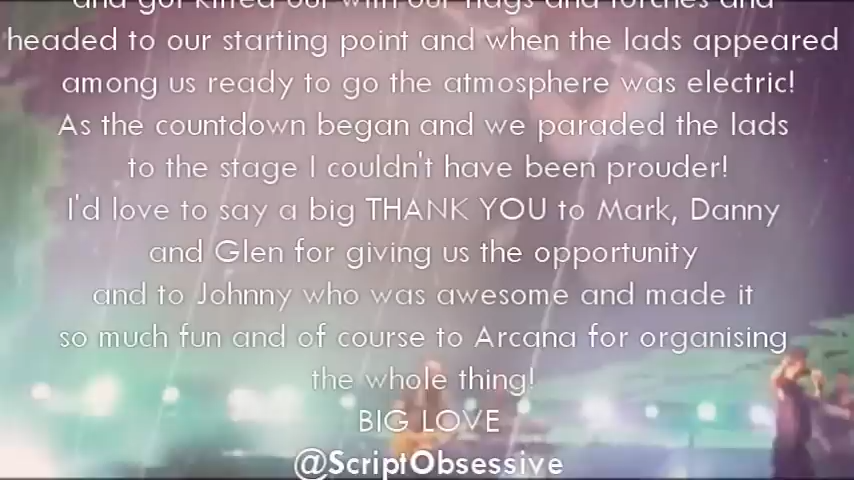 and got kitted out with our flags and torches and
headed to our starting point and when the lads appeared
among us ready to go the atmosphere was electric!
As the countdown began and we paraded the lads
to the stage I couldn't have been prouder!
I'd love to say a big THANK YOU to Mark, Danny
and Glen for giving us the opportunity
and to Johnny who was awesome and made it
so much fun and of course to Arcana for organising
the whole thing!
BIG LOVE
@ScriptObsessive